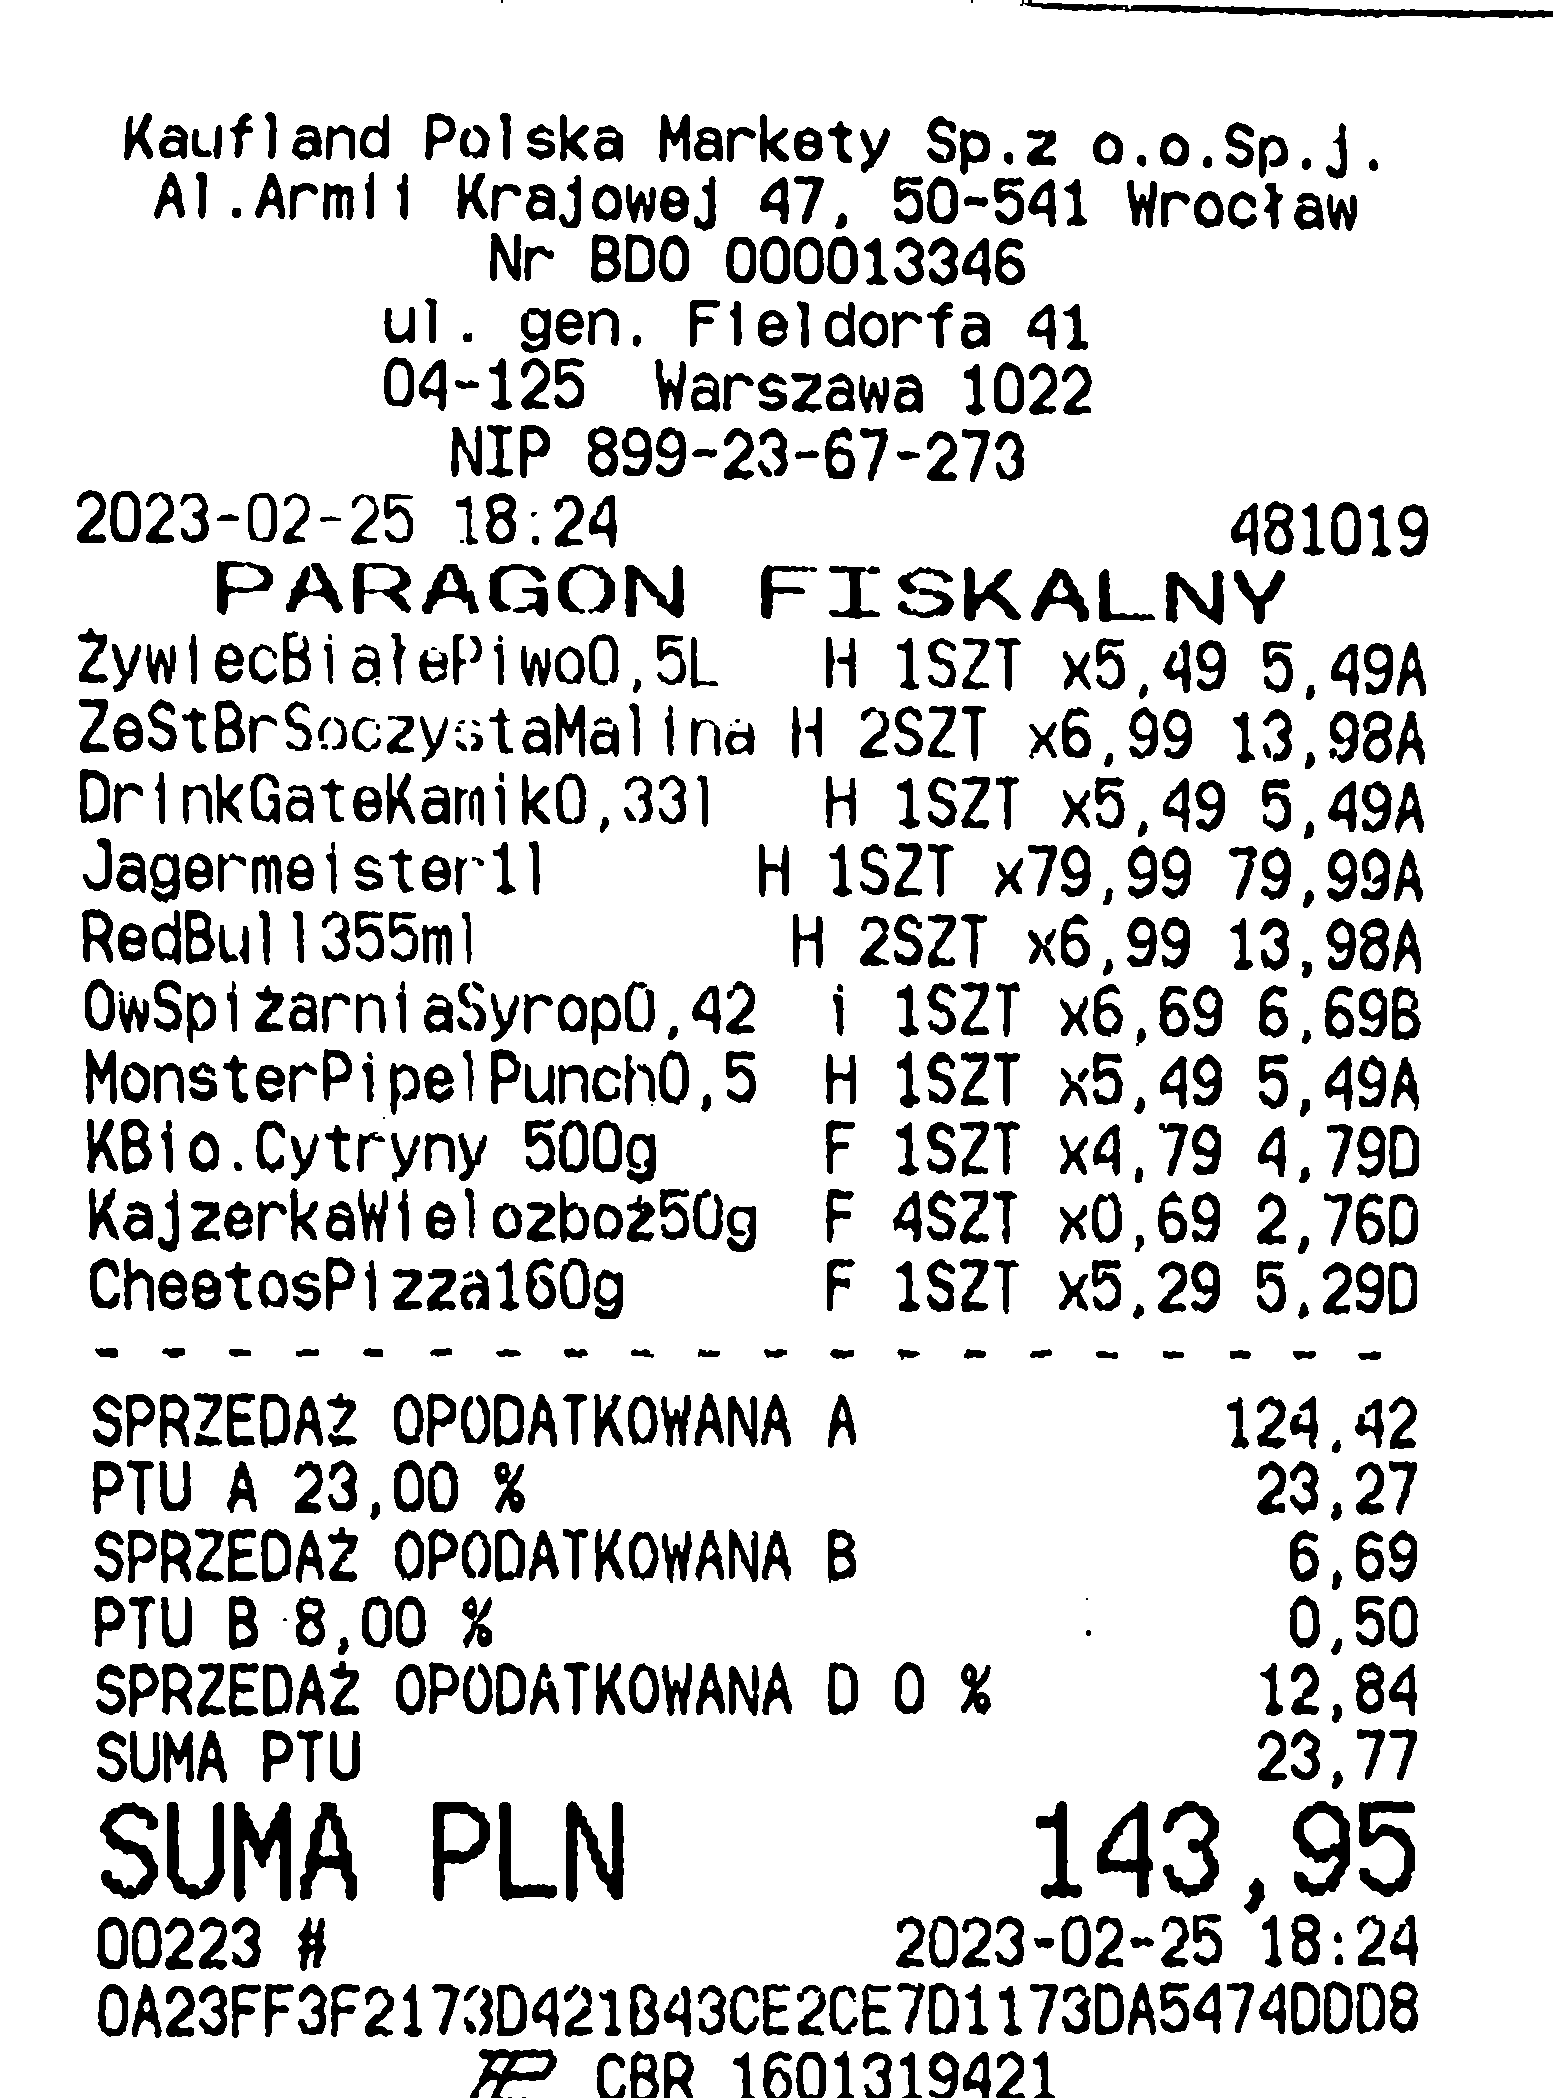 Kaufland Polska Markety Sp.z o.o.Sp.j.
Al.Armii Krajowej 47, 50-541 Wrocław
Nr BDO 000013346
ul. gen. Fieldorfa 41
04-125 Warszawa 1022
NIP 899-23-67-273
2023-02-25 18:24 481019
PARAGON FISKALNY
ŻywiecBiałePiwo0,5L H 1SZT x5,49 5,49A
ZeStBrSoczystaMalina H 2SZT x6,99 13,98A
DrinkGateKamik0,33l H 1SZT x5,49 5,49A
Jagermeister1l H 1SZT x79,99 79,99A
RedBull355ml H 2SZT x6,99 13,98A
OwSpiżarniaSyrop0,42 i 1SZT x6,69 6,69B
MonsterPipelPunch0,5 H 1SZT x5,49 5,49A
KBio.Cytryny 500g F 1SZT x4,79 4,79D
KajzerkaWielozboż50g F 4SZT x0,69 2,76D
CheetosPizza160g F 1SZT x5,29 5,29D
- - - - - - - - - - - - - - - - - - - -
SPRZEDAŻ OPODATKOWANA A 124,42
PTU A 23,00 % 23,27
SPRZEDAŻ OPODATKOWANA B 6,69
PTU B 8,00 % 0,50
SPRZEDAŻ OPODATKOWANA D 0 % 12,84
SUMA PTU 23,77
SUMA PLN 143,95
00223 # 2023-02-25 18:24
0A23FF3F2173D421B43CE2CE7D1173DA5474DDD8
CBR 1601319421